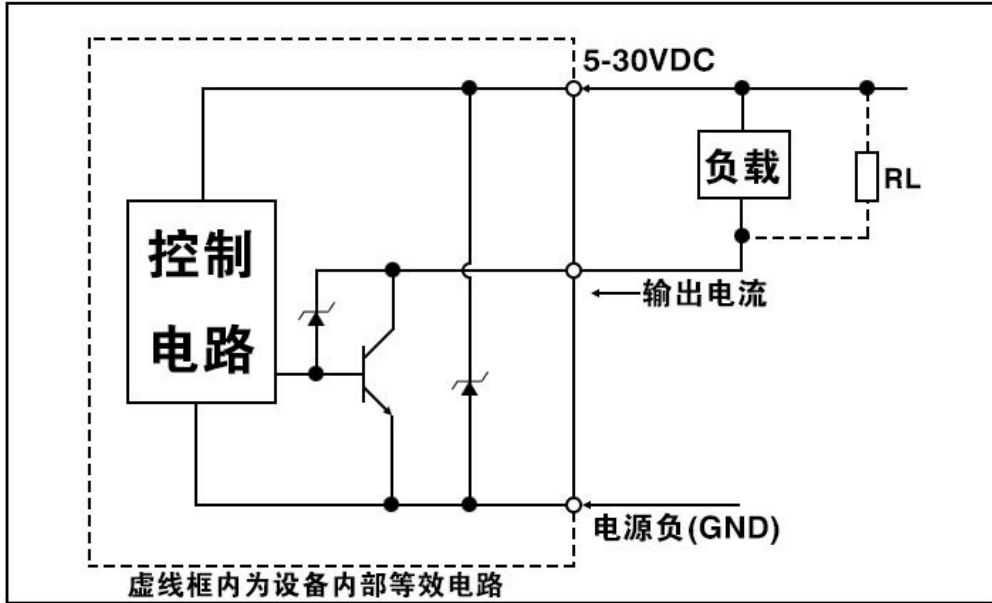 5-30VDC
负载
RL
控制
电路
输出电流
电源负(GND)
虚线框内为设备内部等效电路